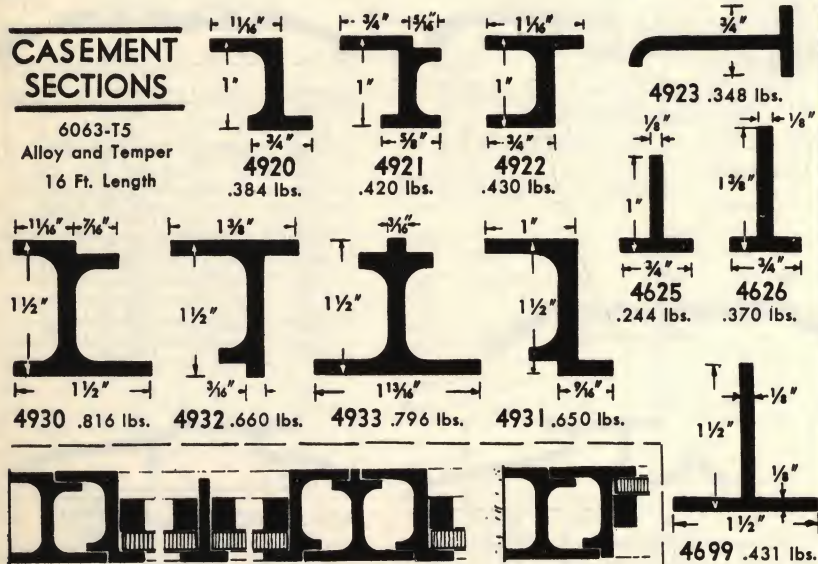 CASEMENT
SECTIONS
6063-T5
Alloy and Temper
16 Ft. Length
11/16"
1"
3/4"
4920
.384 lbs.
3/4" 5/16"
1"
5/8"
4921
.420 lbs.
1 1/16"
1"
3/4"
4922
.430 lbs.
3/4"
4923 .348 lbs.
1/8"
1"
3/4"
4625
.244 lbs.
1/8"
1 3/8"
3/4"
4626
.370 lbs.
11/16" 7/16"
1 1/2"
1 1/2"
4930 .816 lbs.
1 3/8"
1 1/2"
3/16"
4932 .660 lbs.
3/16"
1 1/2"
1 13/16"
4933 .796 lbs.
1"
1 1/2"
9/16"
4931 .650 lbs.
1 1/2"
1/8"
1/8"
1 1/2"
4699 .431 lbs.